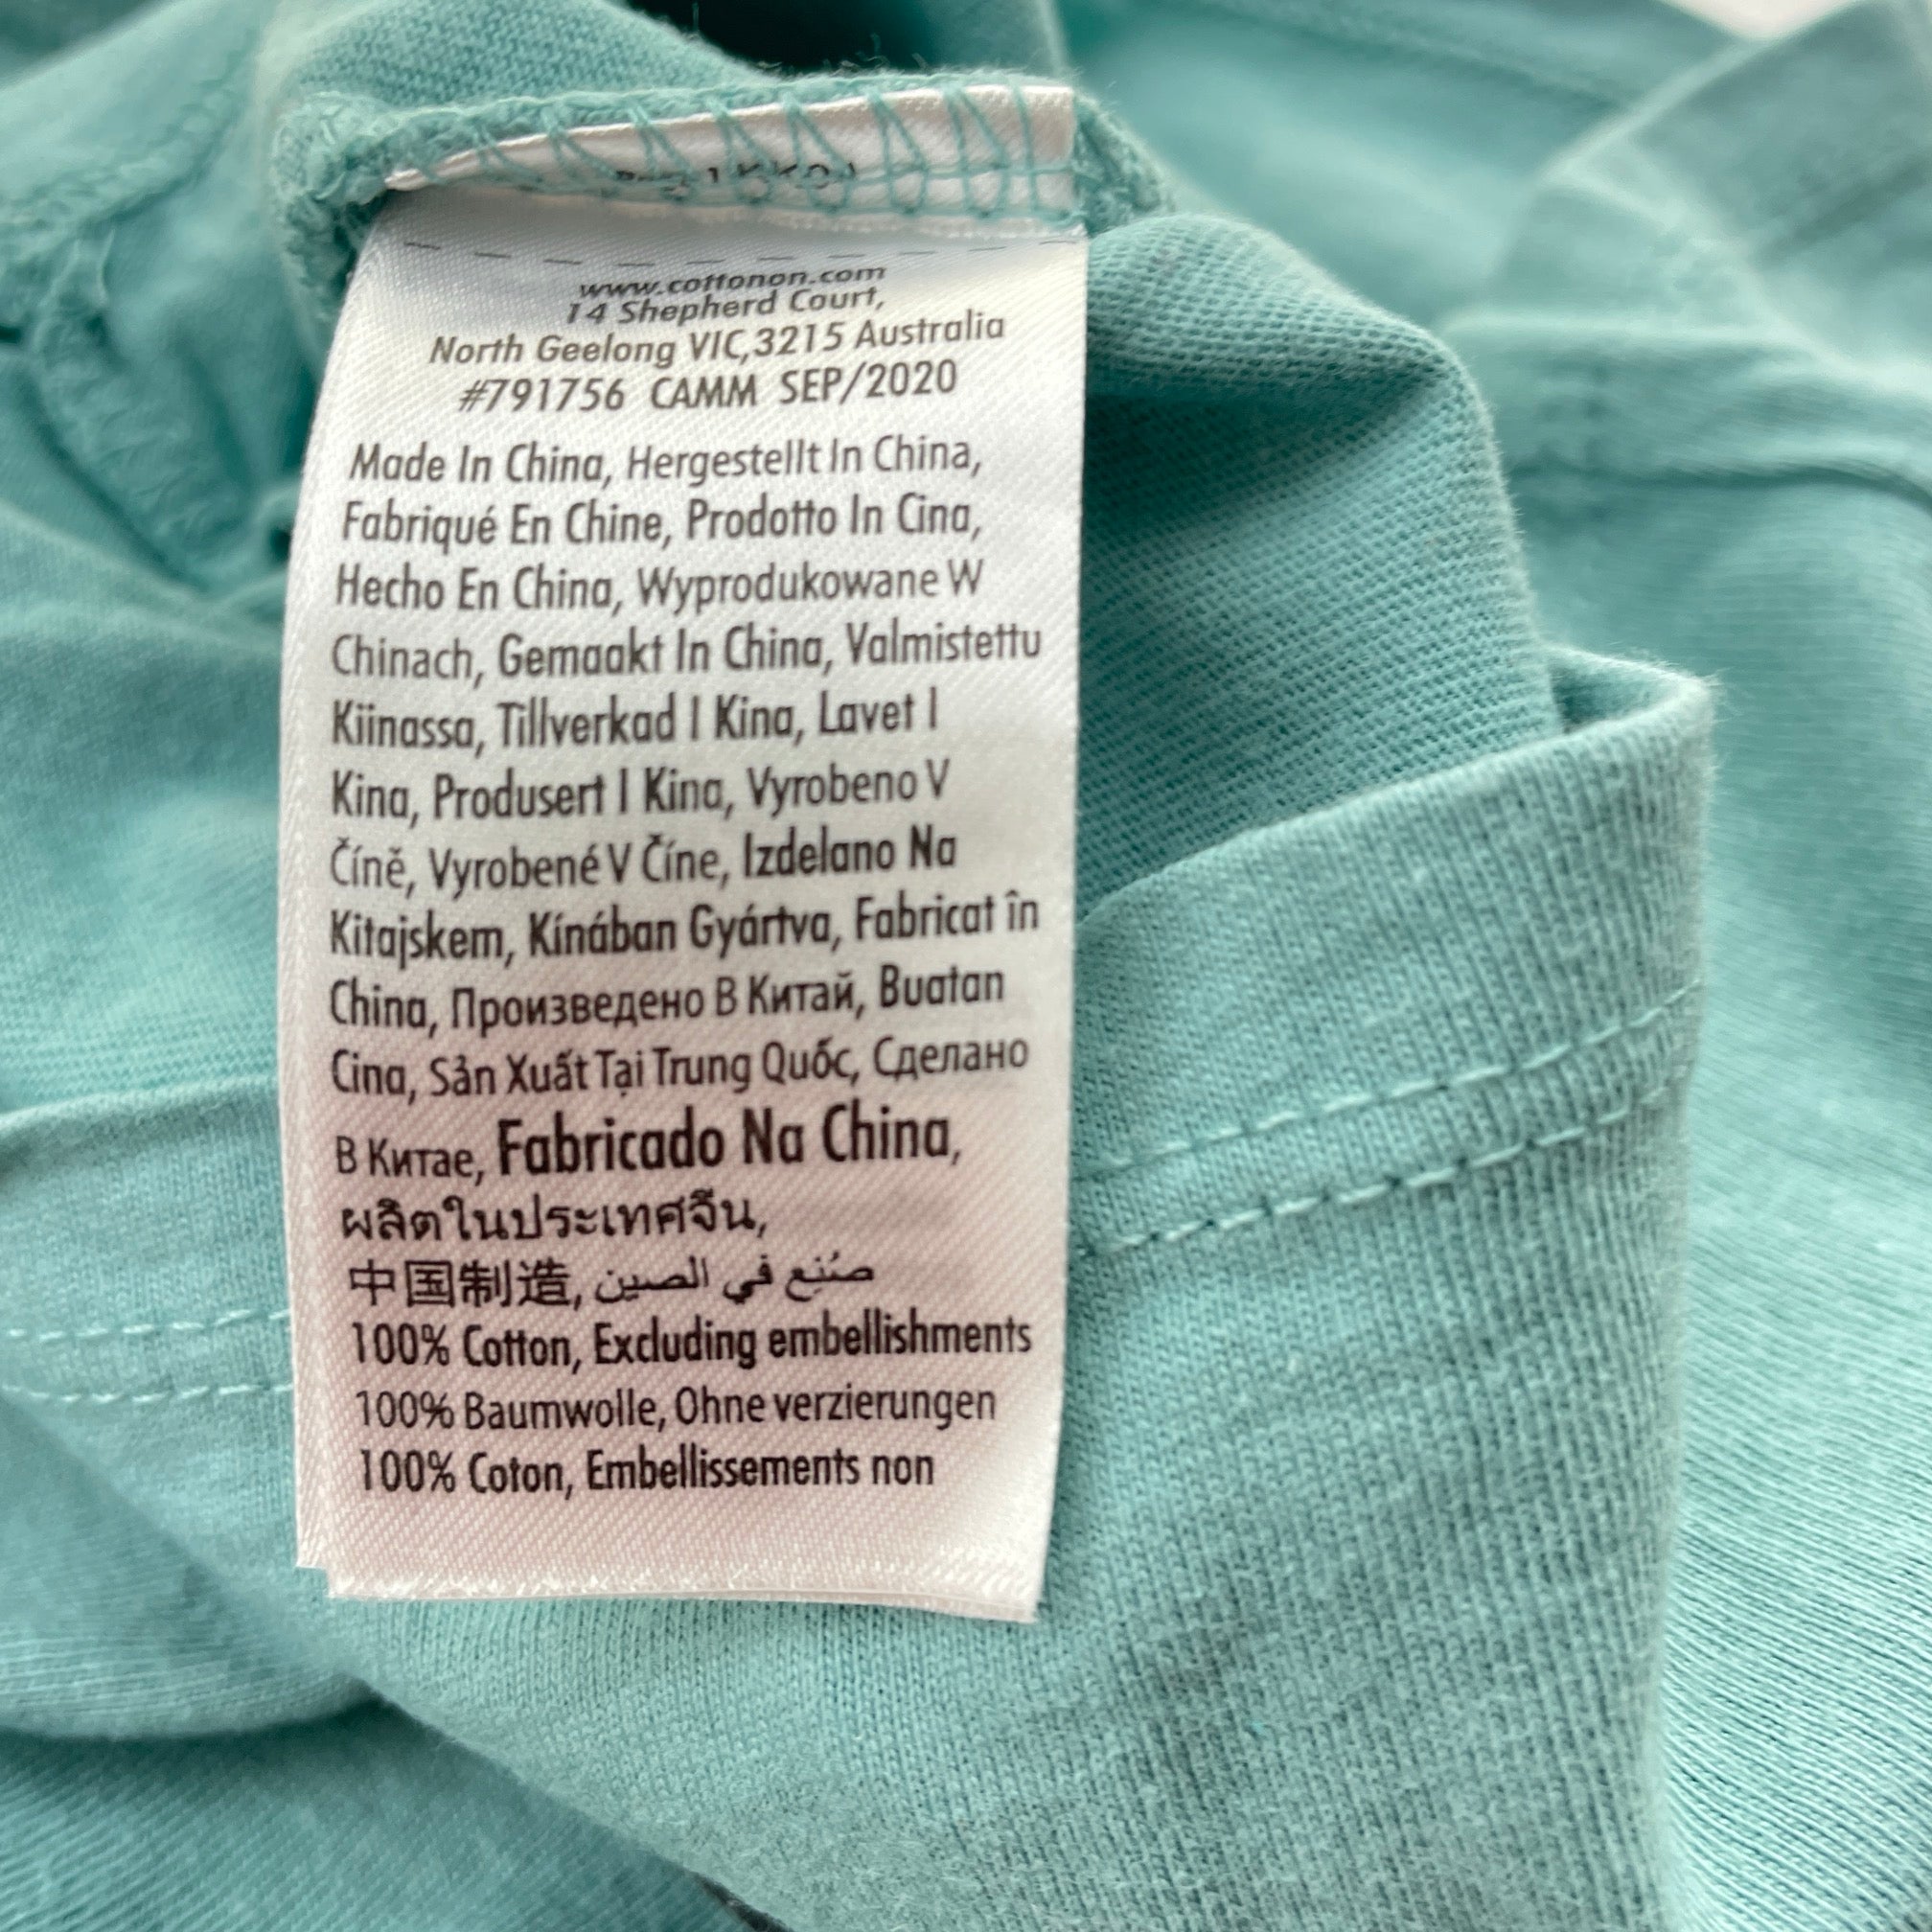 www.cottonon.com
14 Shepherd Court,
North Geelong VIC,3215 Australia
#791756 CAMM SEP/2020
Made In China, Hergestellt In China,
Fabriqué En Chine, Prodotto In Cina,
Hecho En China, Wyprodukowane W
Chinach, Gemaakt In China, Valmistettu
Kiinassa, Tillverkad I Kina, Lavet I
Kina, Produsert I Kina, Vyrobeno V
Číně, Vyrobené V Číne, Izdelano Na
Kitajskem, Kínában Gyártva, Fabricat în
China, Произведено В Китай, Buatan
Cina, Sản Xuất Tại Trung Quốc, Сделано
В Китае, Fabricado Na China,
ผลิตในประเทศจีน,
中国制造, صُنِع في الصين
100% Cotton, Excluding embellishments
100% Baumwolle, Ohne verzierungen
100% Coton, Embellissements non